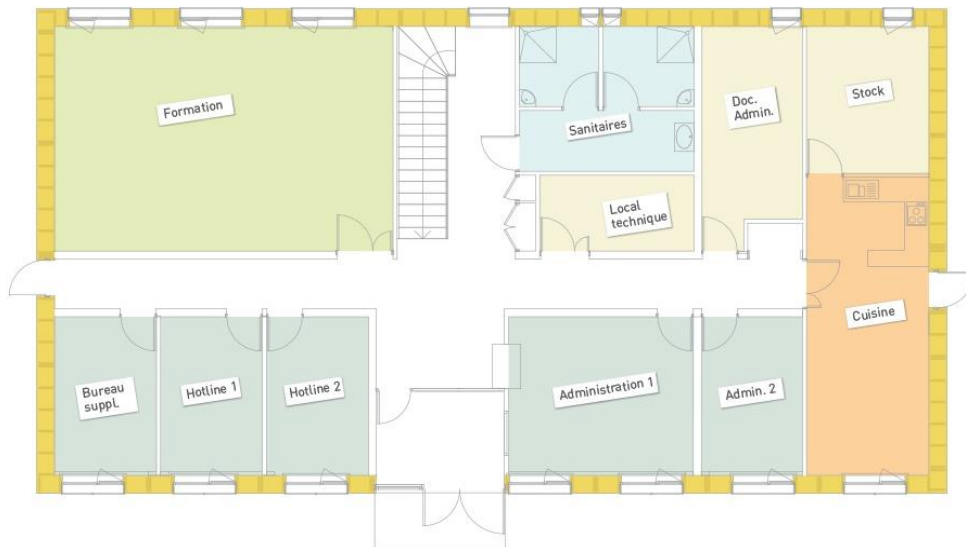 Formation
Sanitaires
Doc.
Admin.
Stock
Local
technique
Cuisine
Bureau
suppl.
Hotline 1
Hotline 2
Administration 1
Admin. 2